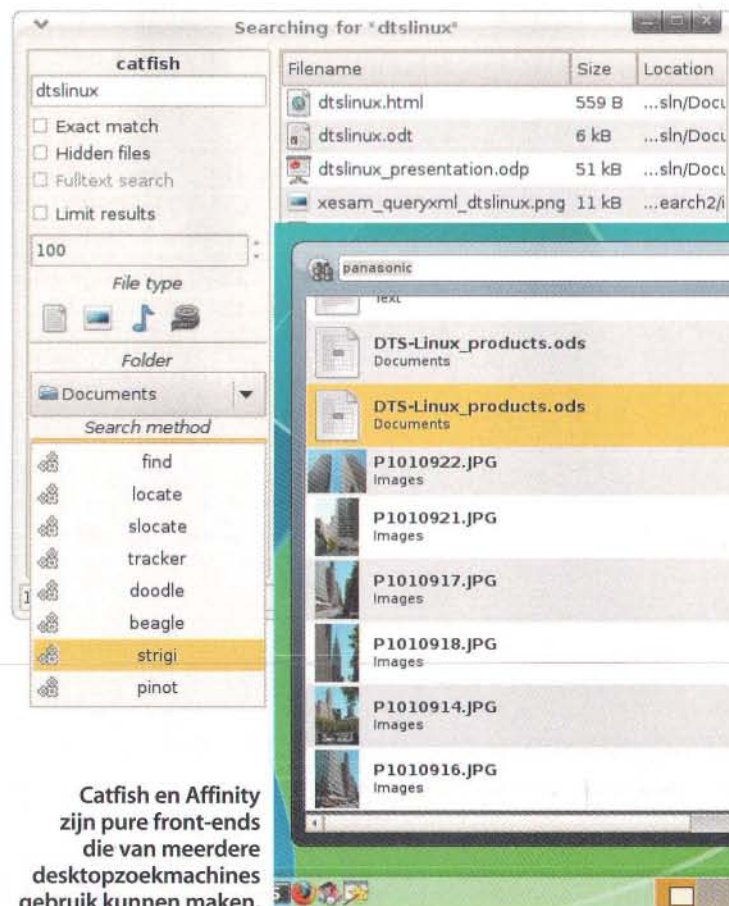 Searching for "dtslinux"
catfish
dtslinux
Exact match
Hidden files
Fulltext search
Limit results
100
File type
Folder
Documents
Search method
find
locate
slocate
tracker
doodle
beagle
strigi
pinot
Filename Size Location
dtslinux.html 559 B ...sln/Docu
dtslinux.odt 6 kB ...sln/Docu
dtslinux_presentation.odp 51 kB ...sln/Docu
xesam_queryxml_dtslinux.png 11 kB ...earch2/i
panasonic
Text
DTS-Linux_products.ods
Documents
DTS-Linux_products.ods
Documents
P1010922.JPG
Images
P1010921.JPG
Images
P1010917.JPG
Images
P1010918.JPG
Images
P1010914.JPG
Images
P1010916.JPG
Images
Catfish en Affinity
zijn pure front-ends
die van meerdere
desktopzoekmachines
gebruik kunnen maken.